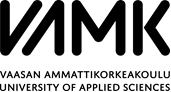 VAMK
VAASAN AMMATTIKORKEAKOULU
UNIVERSITY OF APPLIED SCIENCES